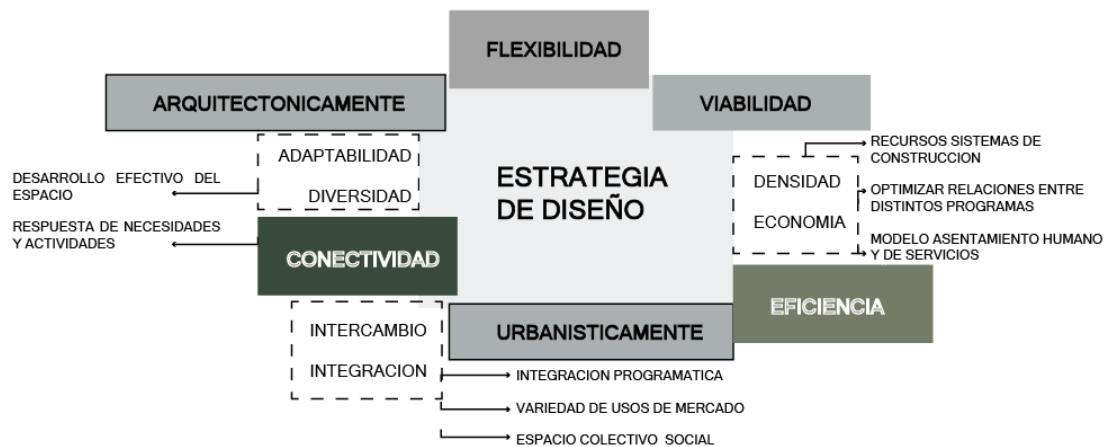 FLEXIBILIDAD
ARQUITECTONICAMENTE
VIABILIDAD
ADAPTABILIDAD
DIVERSIDAD
DESARROLLO EFECTIVO DEL
ESPACIO
RESPUESTA DE NECESIDADES
Y ACTIVIDADES
ESTRATEGIA
DE DISEÑO
RECURSOS SISTEMAS DE
CONSTRUCCION
DENSIDAD
ECONOMIA
OPTIMIZAR RELACIONES ENTRE
DISTINTOS PROGRAMAS
MODELO ASENTAMIENTO HUMANO
Y DE SERVICIOS
CONECTIVIDAD
EFICIENCIA
INTERCAMBIO
INTEGRACION
URBANISTICAMENTE
INTEGRACION PROGRAMATICA
VARIEDAD DE USOS DE MERCADO
ESPACIO COLECTIVO SOCIAL